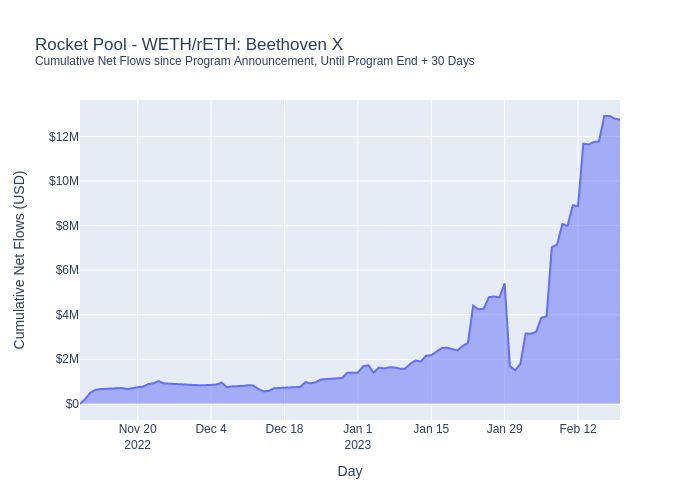 Rocket Pool - WETH/rETH: Beethoven X
Cumulative Net Flows since Program Announcement, Until Program End + 30 Days
Cumulative Net Flows (USD)
$12M
$10M
$8M
$6M
$4M
$2M
$0
Nov 20
2022
Dec 4
Dec 18
Jan 1
2023
Jan 15
Jan 29
Feb 12
Day